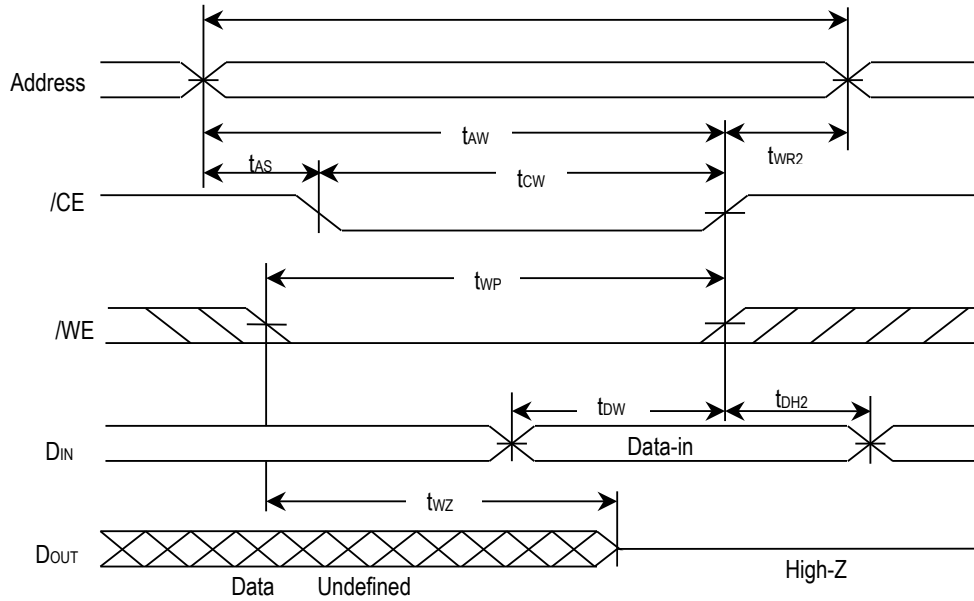 Address
tAW
tWR2
tAS
tCW
/CE
tWP
/WE
tDW
tDH2
DIN
Data-in
tWZ
DOUT
High-Z
Data Undefined